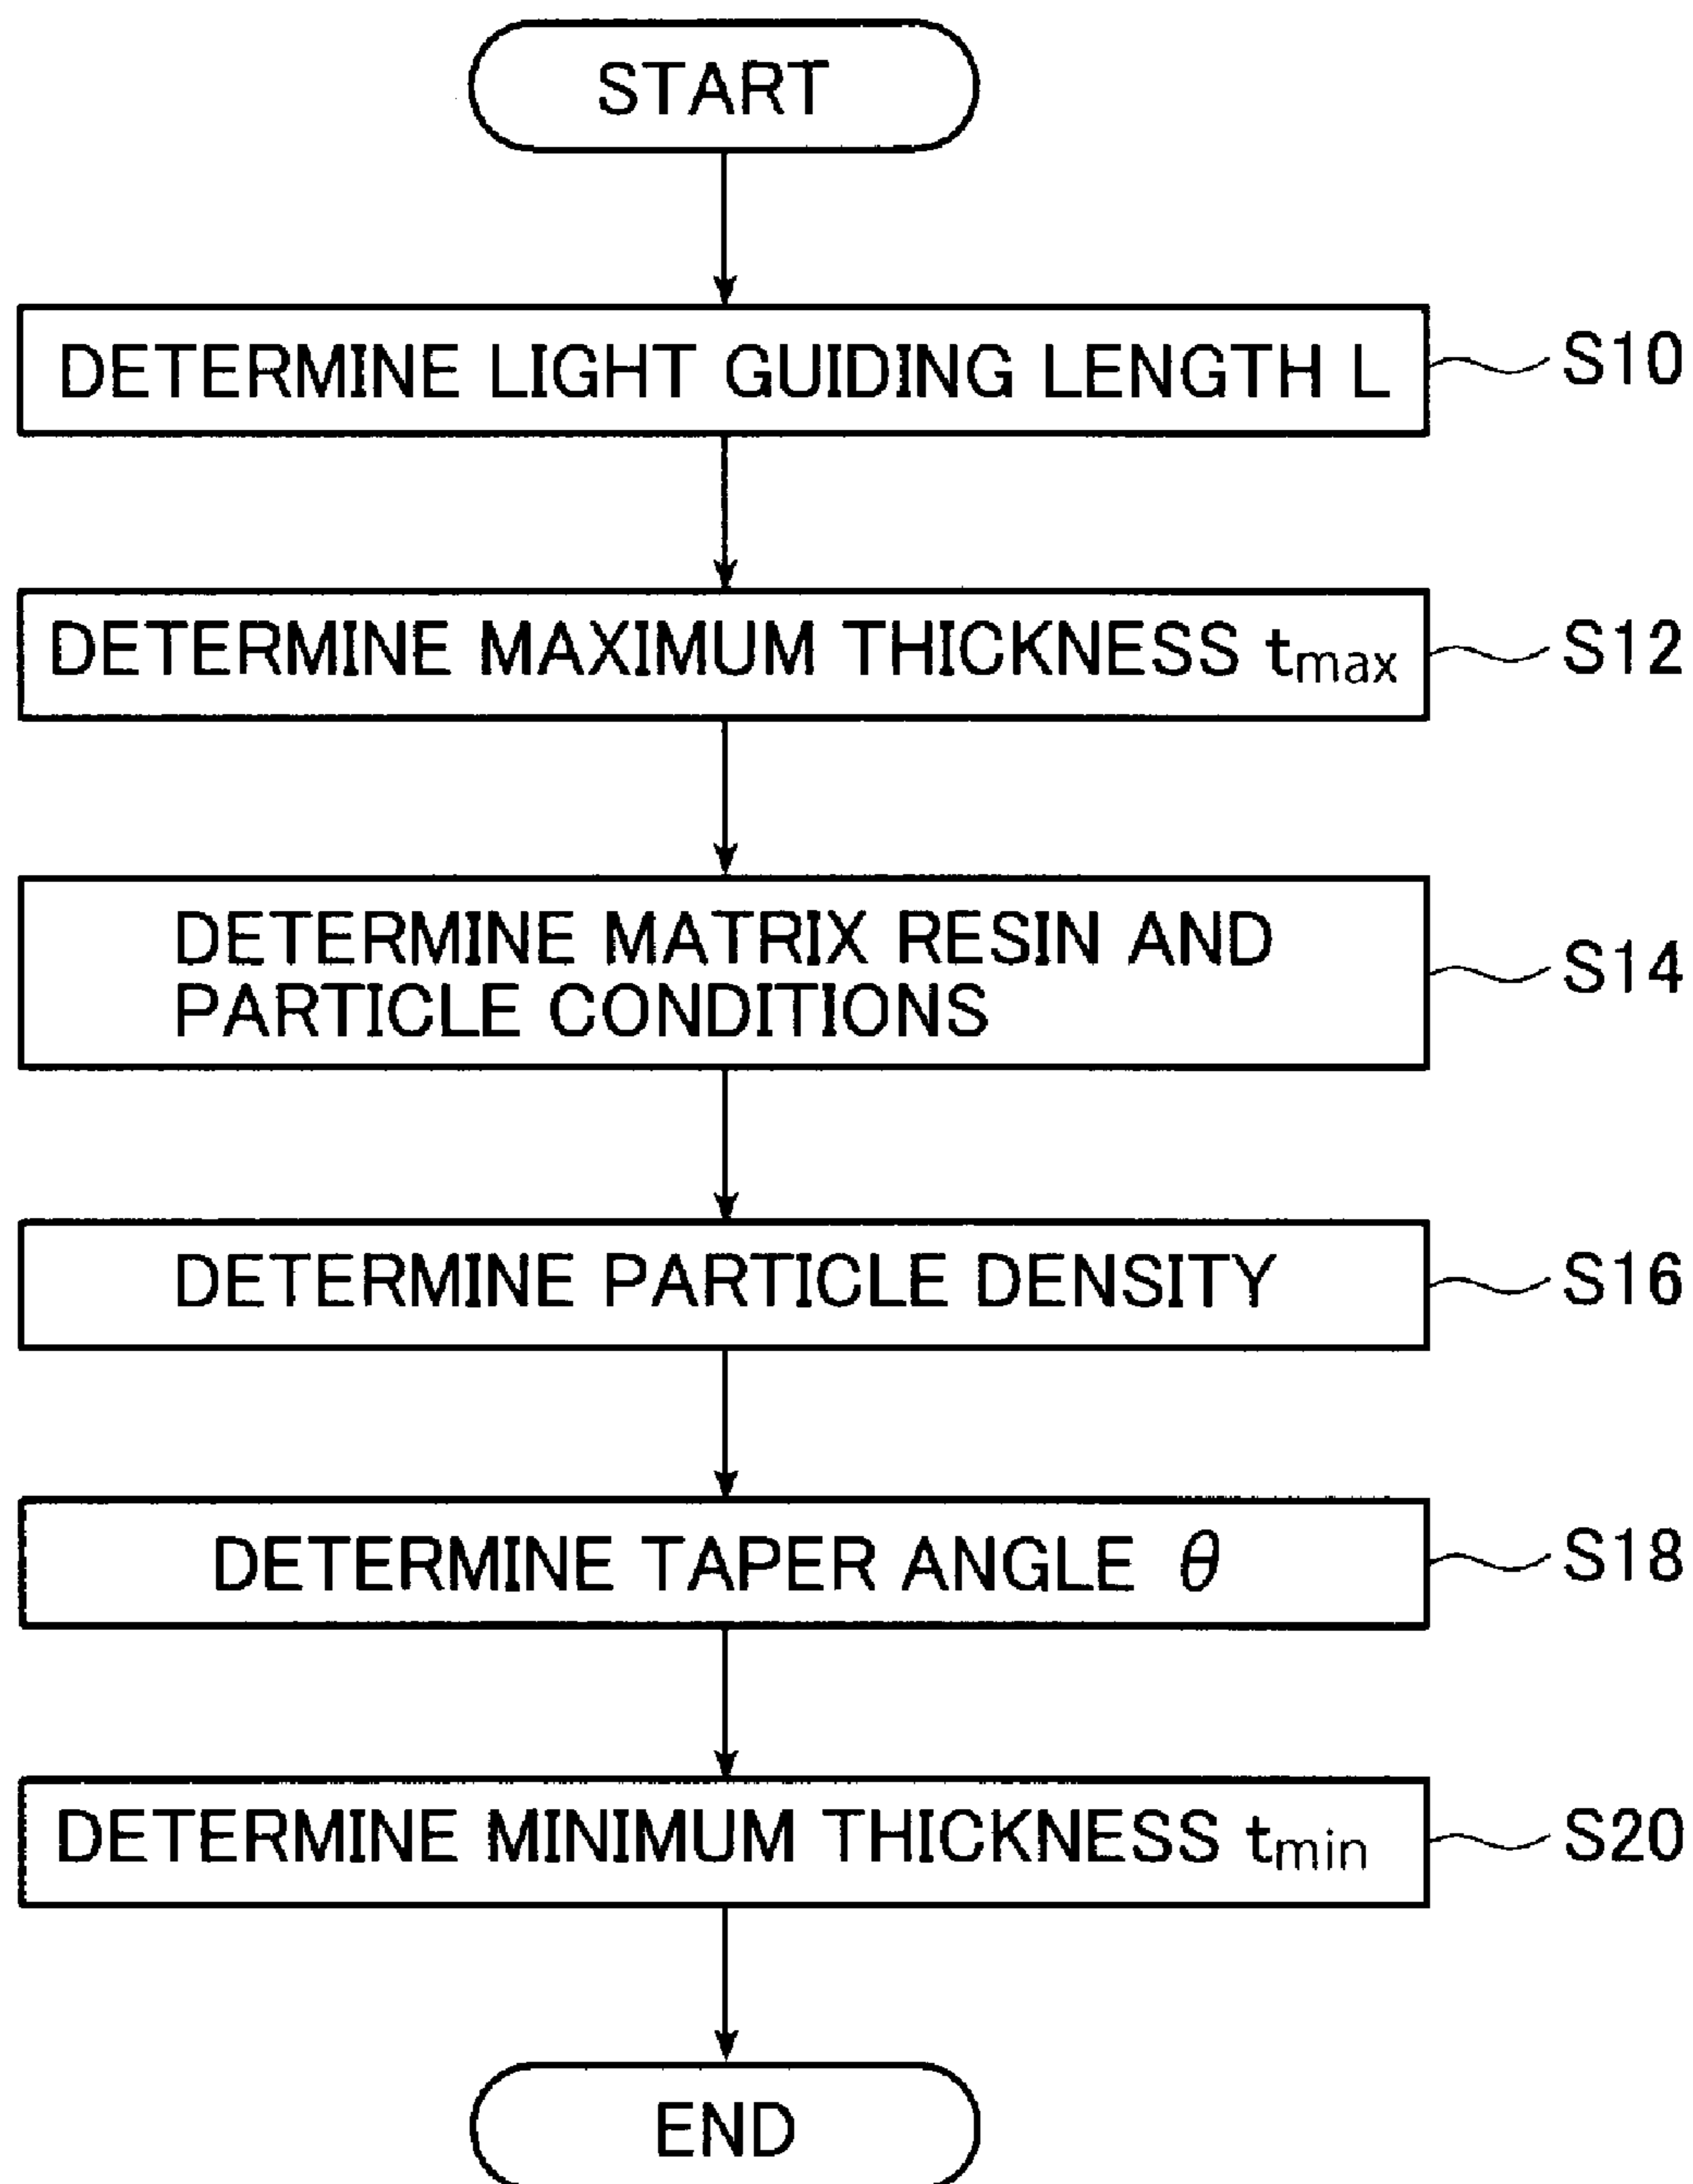 START
DETERMINE LIGHT GUIDING LENGTH L
S10
DETERMINE MAXIMUM THICKNESS tmax
S12
DETERMINE MATRIX RESIN AND
PARTICLE CONDITIONS
S14
DETERMINE PARTICLE DENSITY
S16
DETERMINE TAPER ANGLE θ
S18
DETERMINE MINIMUM THICKNESS tmin
S20
END